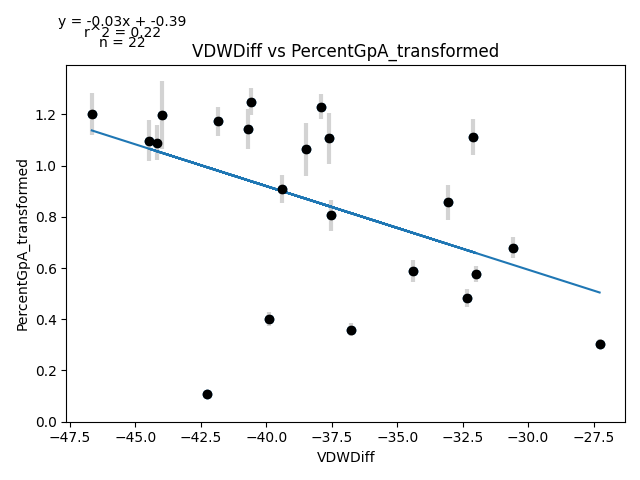 y = -0.03x + -0.39
r^2 = 0.22
n = 22
VDWDiff vs PercentGpA_transformed
PercentGpA_transformed
1.2
1.0
0.8
0.6
0.4
0.2
0.0
−47.5 −45.0 −42.5 −40.0 −37.5 −35.0 −32.5 −30.0 −27.5
VDWDiff